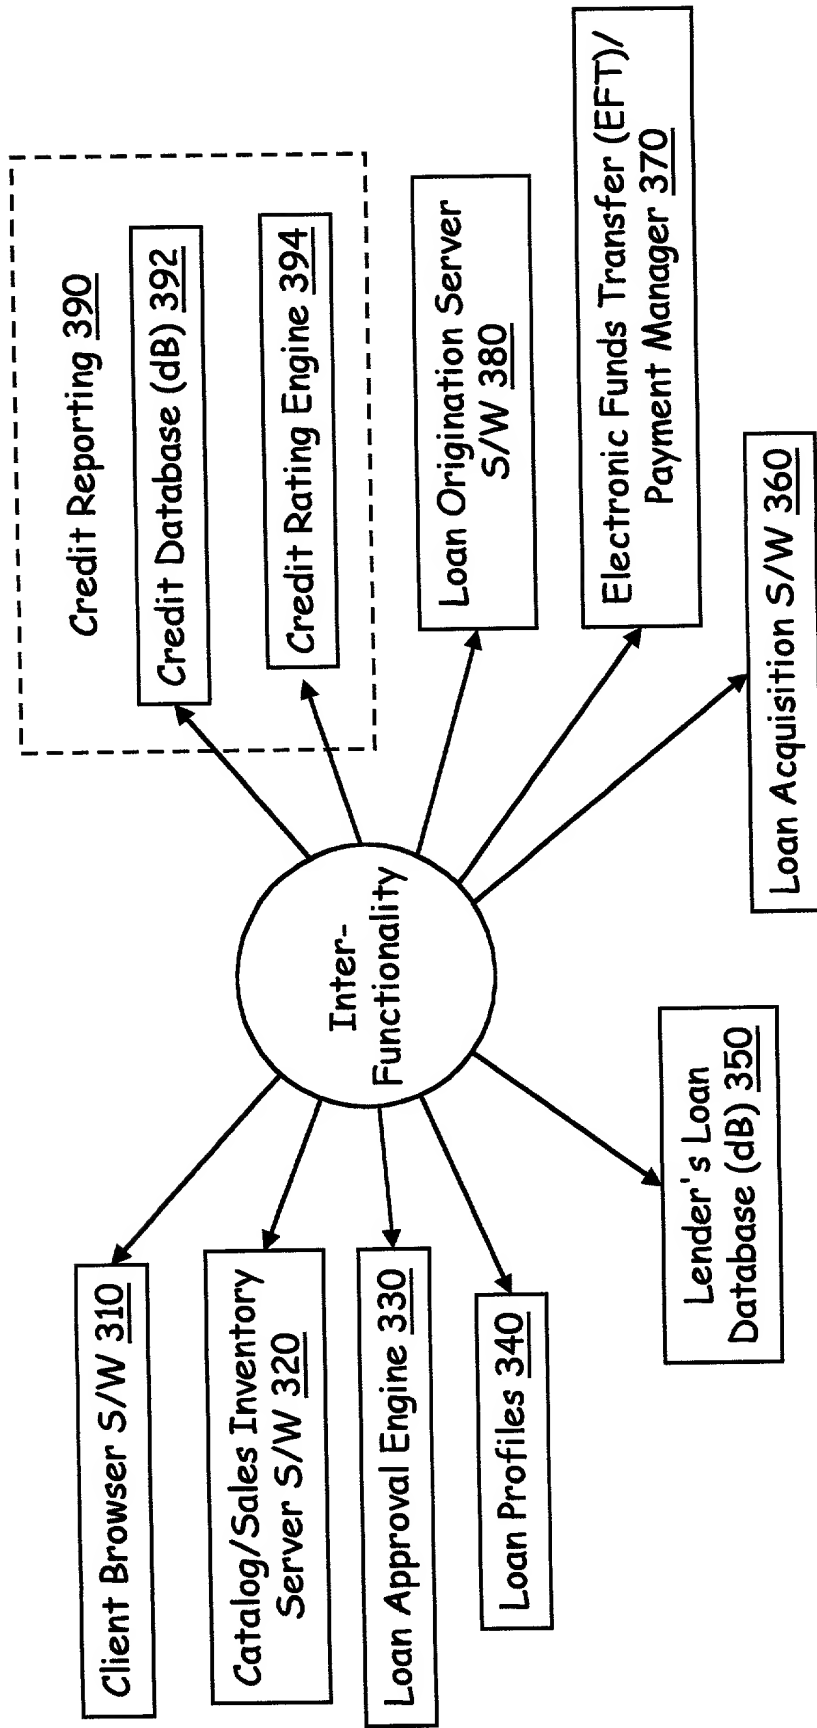 Client Browser S/W 310
Catalog/Sales Inventory
Server S/W 320
Loan Approval Engine 330
Loan Profiles 340
Lender's Loan
Database (dB) 350
Inter-
Functionality
Credit Reporting 390
Credit Database (dB) 392
Credit Rating Engine 394
Loan Origination Server
S/W 380
Electronic Funds Transfer (EFT)/
Payment Manager 370
Loan Acquisition S/W 360